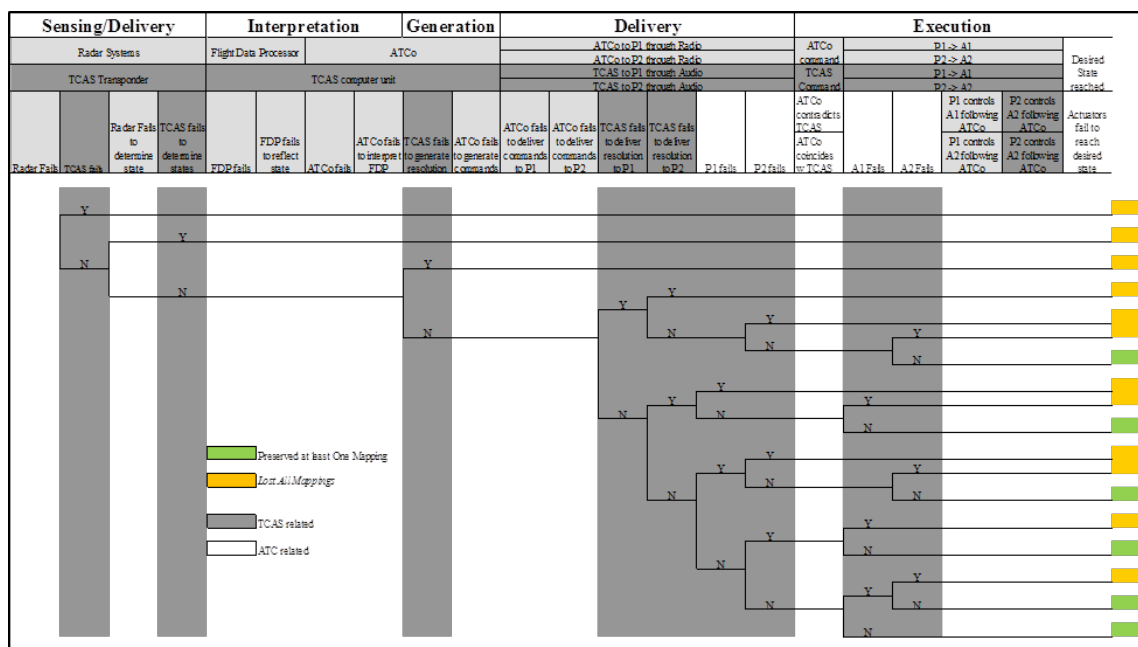 Sensing/Delivery Interpretation Generation Delivery Execution
Radar Systems Flight Data Processor ATCo ATCo to P1 through Radio ATCo command P1-> A1 Desired State reached
ATCo to P2 through Radio P2-> A2
TCAS Transponder TCAS computer unit TCAS to P1 through Audio TCAS Command P1-> A1
TCAS to P2 through Audio P2-> A2
Radar Fails
TCAS fails
Radar Fails to determine state
TCAS fails to determine states
FDP fails
FDP fails to reflect state
ATCo fails
ATCo fails to interpret FDP
TCAS fails to generate resolution
ATCo fails to generate commands
ATCo fails to deliver commands to P1
ATCo fails to deliver commands to P2
TCAS fails to deliver resolution to P1
TCAS fails to deliver resolution to P2
P1 fails
P2 fails
ATCo contradicts TCAS
ATCo coincides w TCAS
A1 Fails
A2 Fails
P1 controls A1 following ATCo
P1 controls A2 following ATCo
P2 controls A2 following ATCo
P2 controls A2 following ATCo
Actuators fail to reach desired state
Y
Y
N Y
N Y
Y Y
N N Y
N Y
N
Y Y Y
N N
N
Preserved at least One Mapping Y Y
Lost All Mappings N Y
N N
TCAS related Y
Y
ATC related N
N Y
Y
N N
N